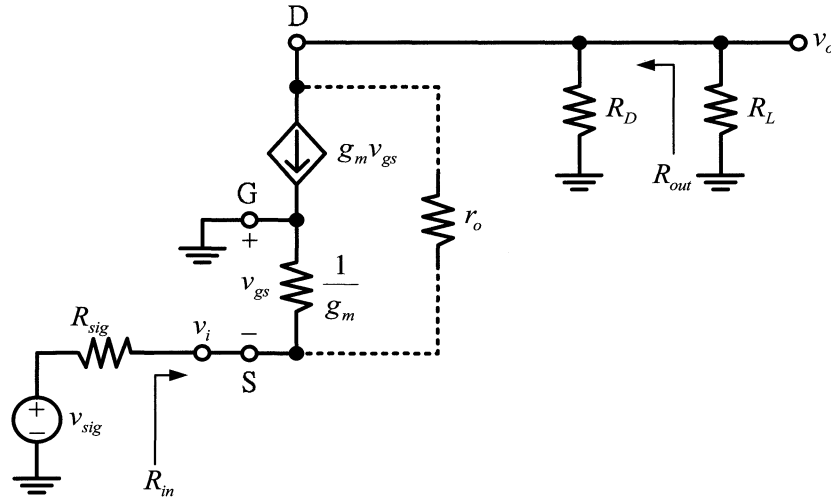 D
v_o
g_m v_gs
R_D
R_L
G
+
R_out
r_o
v_gs
1/g_m
R_sig
v_i
−
S
+
−
v_sig
R_in